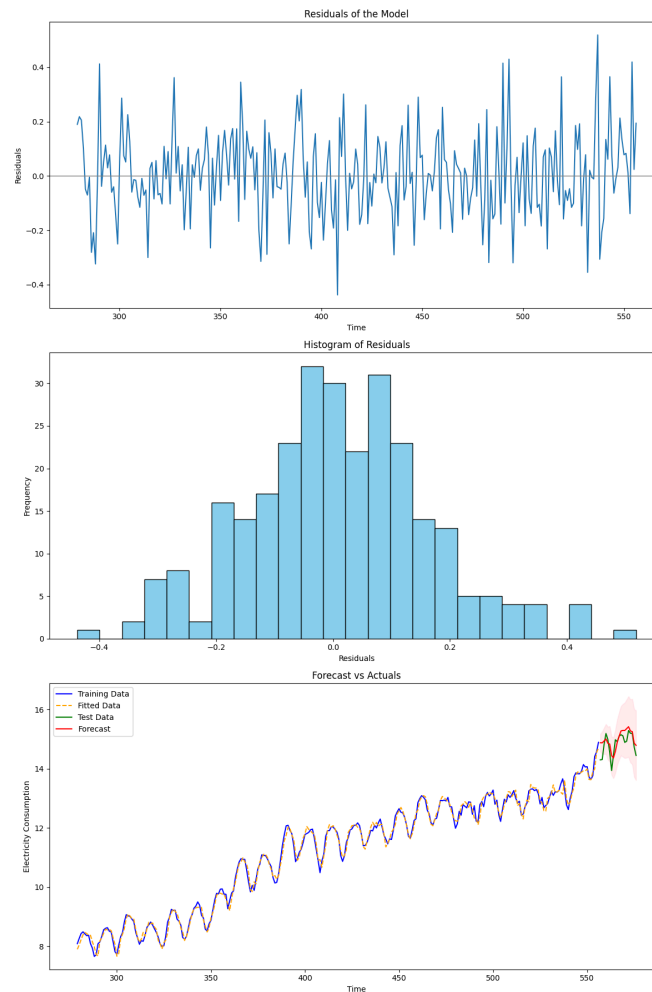 Residuals of the Model
0.4
0.2
0.0
−0.2
−0.4
Residuals
300
350
400
450
500
550
Time
Histogram of Residuals
30
25
20
15
10
5
0
Frequency
−0.4
−0.2
0.0
0.2
0.4
Residuals
Forecast vs Actuals
Training Data
Fitted Data
Test Data
Forecast
16
14
12
10
8
Electricity Consumption
300
350
400
450
500
550
Time